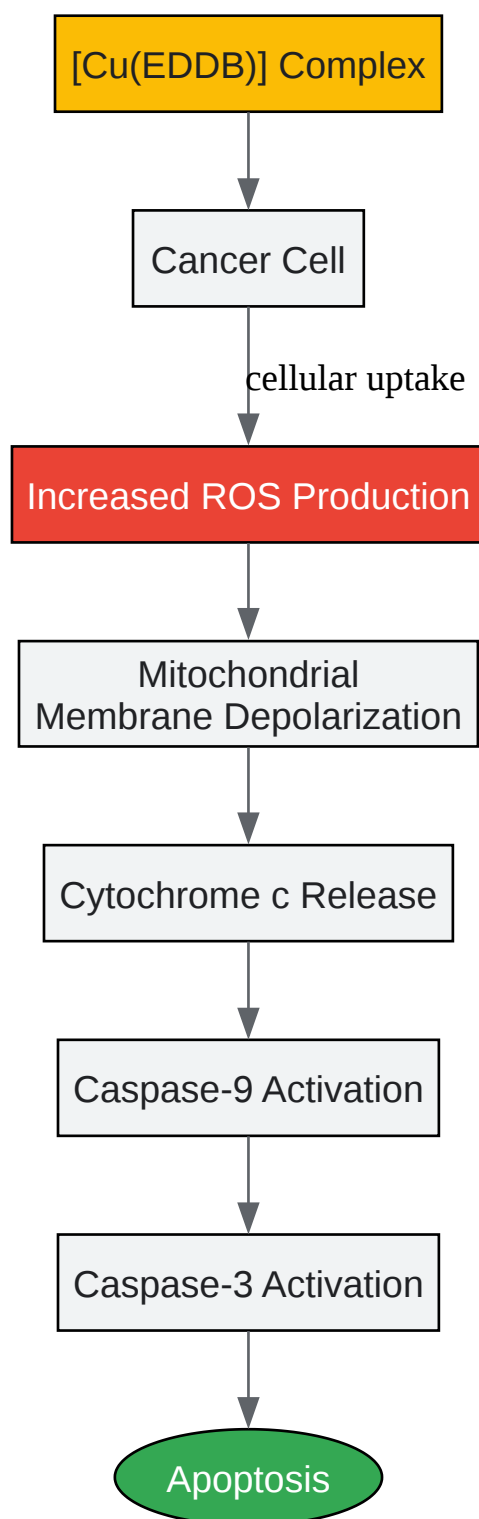 [Cu(EDDB)] Complex
Cancer Cell
cellular uptake
Increased ROS Production
Mitochondrial
Membrane Depolarization
Cytochrome c Release
Caspase-9 Activation
Caspase-3 Activation
Apoptosis